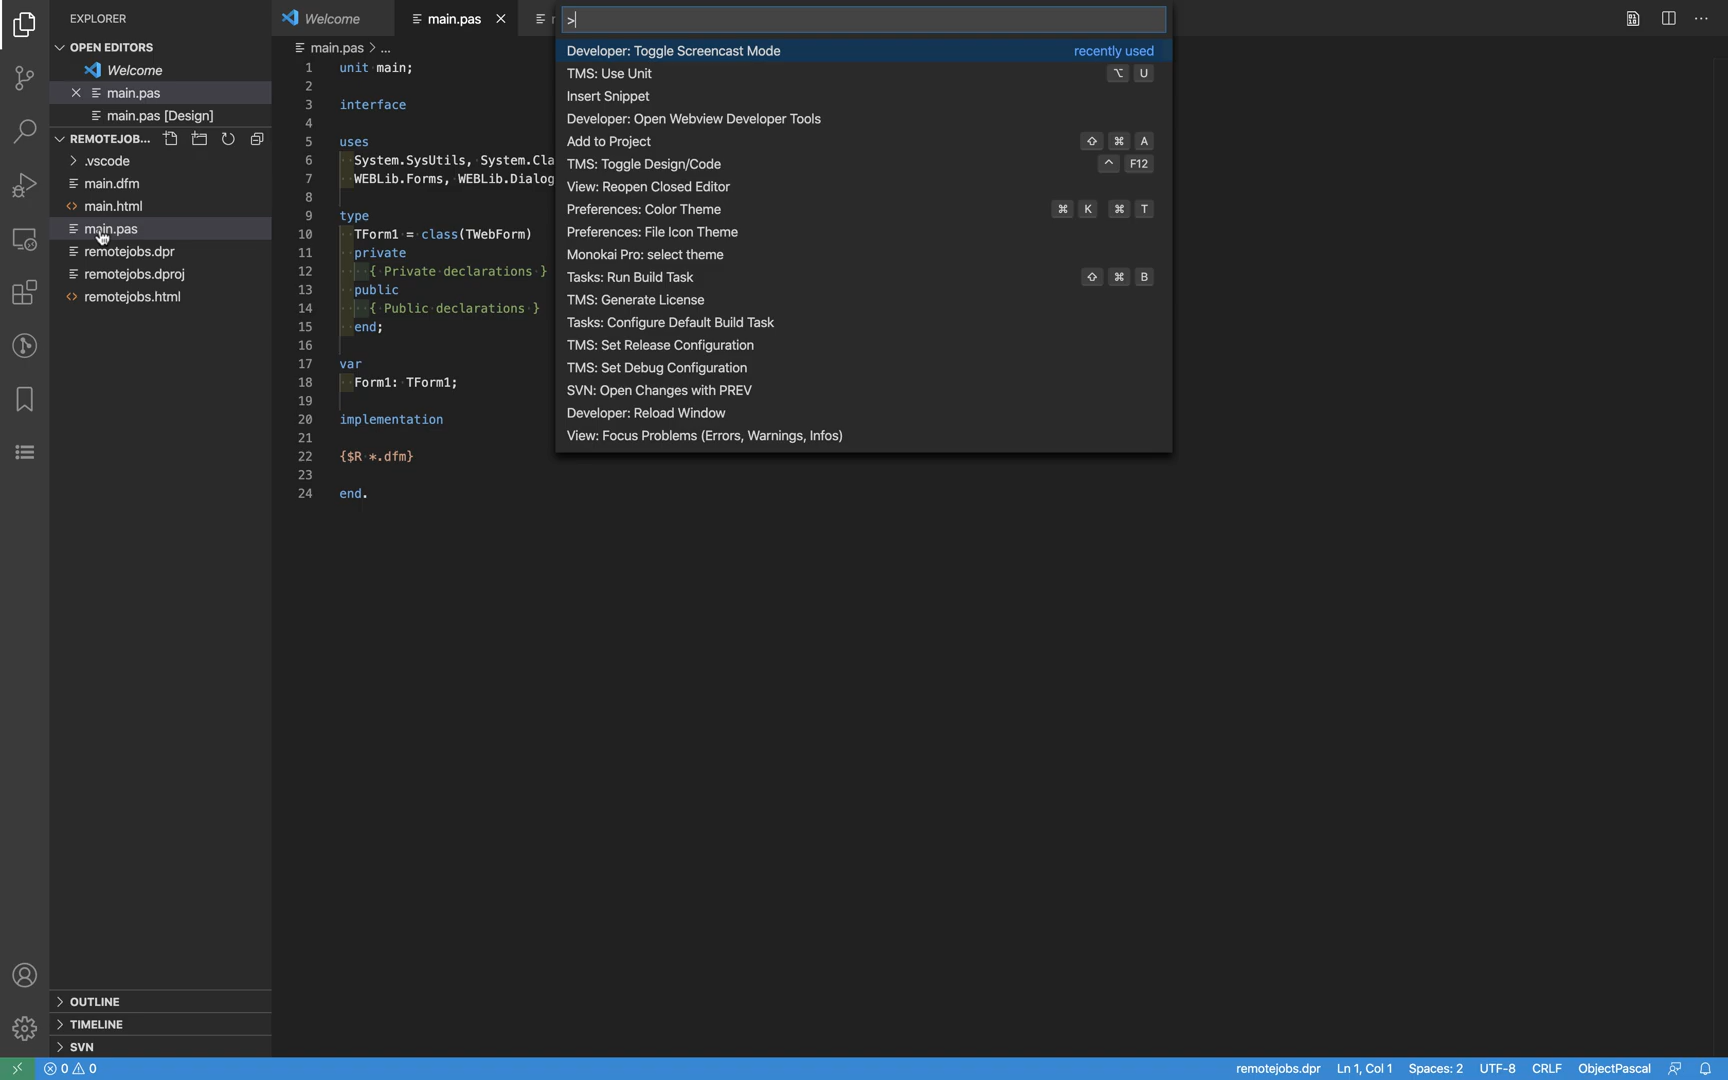 EXPLORER
OPEN EDITORS
Welcome
main.pas
main.pas [Design]
REMOTEJOB...
.vscode
main.dfm
main.html
main.pas
remotejobs.dpr
remotejobs.dproj
remotejobs.html
OUTLINE
TIMELINE
SVN
Welcome
main.pas
main.pas > ...
1 unit main;
2
3 interface
4
5 uses
6 System.SysUtils, System.Cla
7 WEBLib.Forms, WEBLib.Dialog
8
9 type
10 TForm1 = class(TWebForm)
11 private
12 { Private declarations }
13 public
14 { Public declarations }
15 end;
16
17 var
18 Form1: TForm1;
19
20 implementation
21
22 {$R *.dfm}
23
24 end.
>
Developer: Toggle Screencast Mode recently used
TMS: Use Unit ⌥ U
Insert Snippet
Developer: Open Webview Developer Tools
Add to Project ⇧ ⌘ A
TMS: Toggle Design/Code ^ F12
View: Reopen Closed Editor
Preferences: Color Theme ⌘ K ⌘ T
Preferences: File Icon Theme
Monokai Pro: select theme
Tasks: Run Build Task ⇧ ⌘ B
TMS: Generate License
Tasks: Configure Default Build Task
TMS: Set Release Configuration
TMS: Set Debug Configuration
SVN: Open Changes with PREV
Developer: Reload Window
View: Focus Problems (Errors, Warnings, Infos)
0 0 remotejobs.dpr Ln 1, Col 1 Spaces: 2 UTF-8 CRLF ObjectPascal